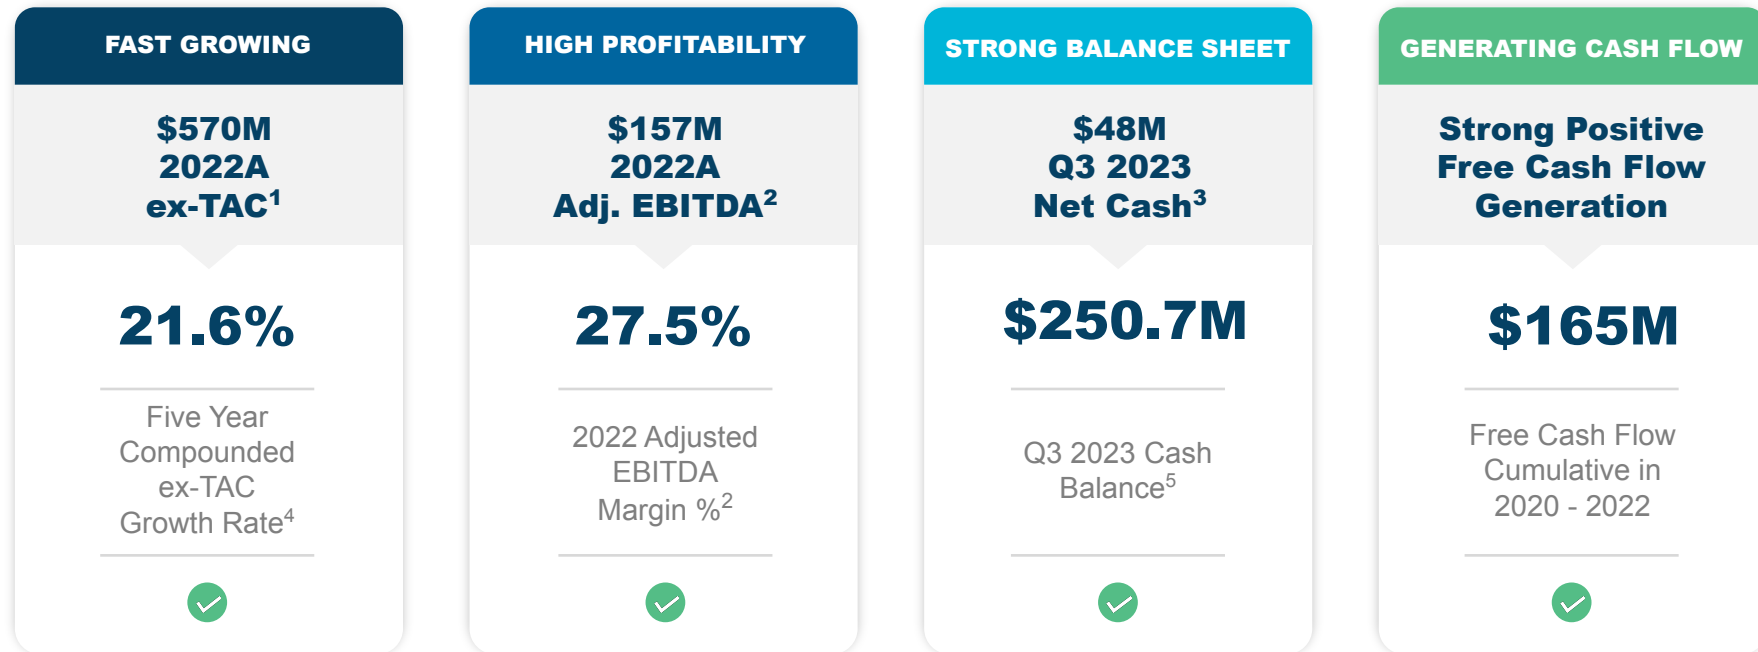 FAST GROWING
$570M
2022A
ex-TAC1
21.6%
Five Year
Compounded
ex-TAC
Growth Rate4
HIGH PROFITABILITY
$157M
2022A
Adj. EBITDA2
27.5%
2022 Adjusted
EBITDA
Margin %2
STRONG BALANCE SHEET
$48M
Q3 2023
Net Cash3
$250.7M
Q3 2023 Cash
Balance5
GENERATING CASH FLOW
Strong Positive
Free Cash Flow
Generation
$165M
Free Cash Flow
Cumulative in
2020 - 2022